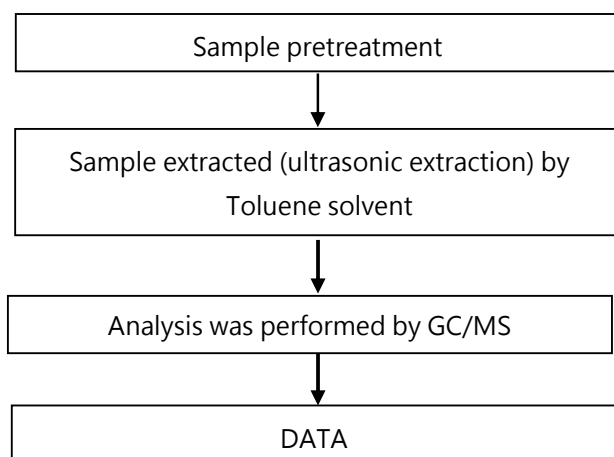 Sample pretreatment
Sample extracted (ultrasonic extraction) by
Toluene solvent
Analysis was performed by GC/MS
DATA